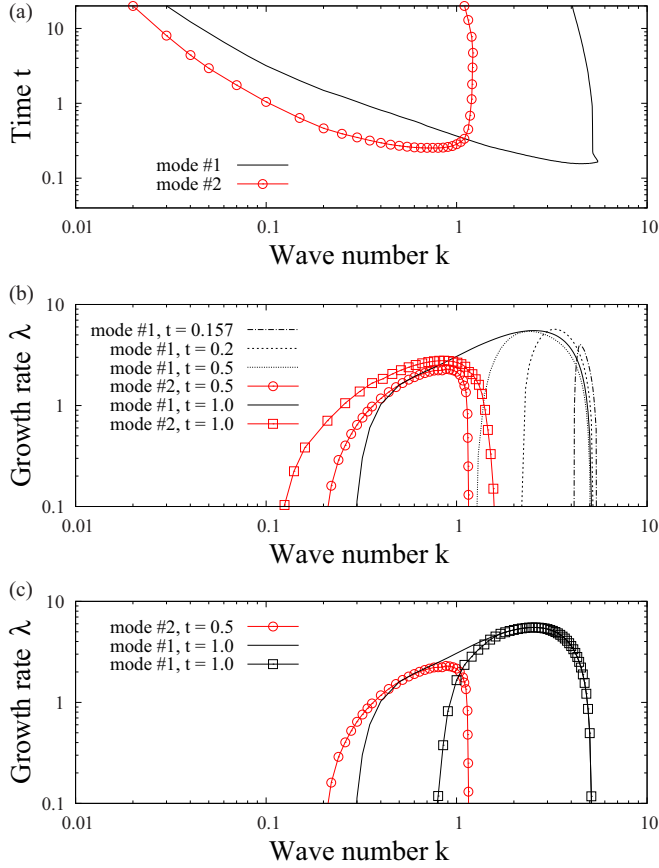 (a)
10
1
0.1
Time t
mode #1
mode #2
0.01 0.1 1 10
Wave number k
(b)
10
1
0.1
Growth rate λ
mode #1, t = 0.157
mode #1, t = 0.2
mode #1, t = 0.5
mode #2, t = 0.5
mode #1, t = 1.0
mode #2, t = 1.0
0.01 0.1 1 10
Wave number k
(c)
10
1
0.1
Growth rate λ
mode #2, t = 0.5
mode #1, t = 1.0
mode #1, t = 1.0
0.01 0.1 1 10
Wave number k